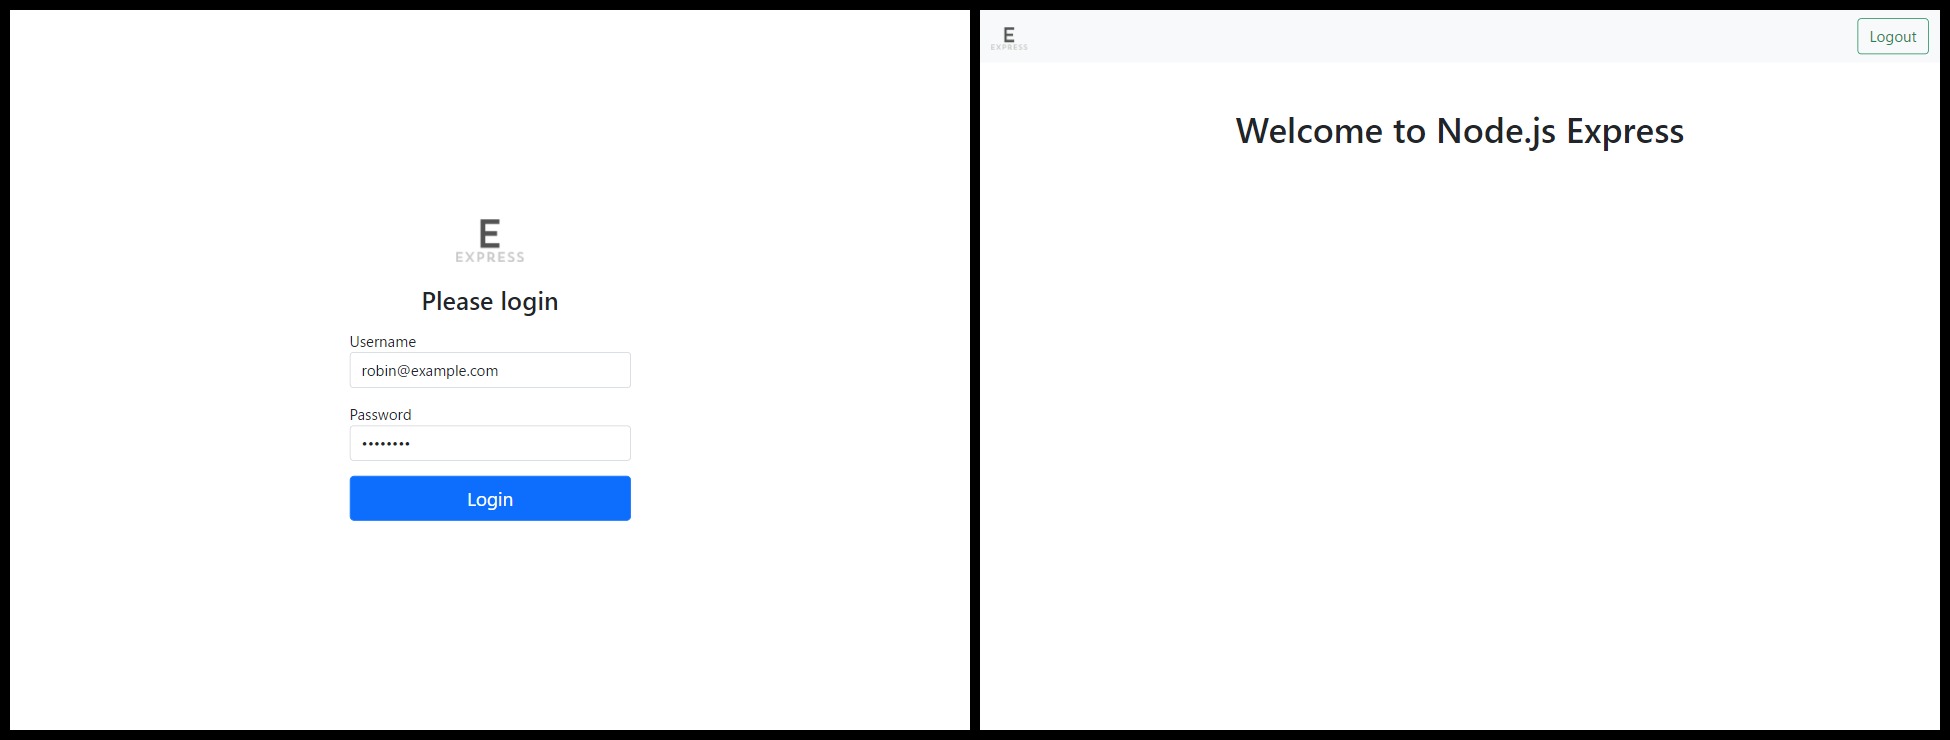 E
EXPRESS
Please login
Username
robin@example.com
Password
••••••••
Login
E
EXPRESS
Logout
Welcome to Node.js Express